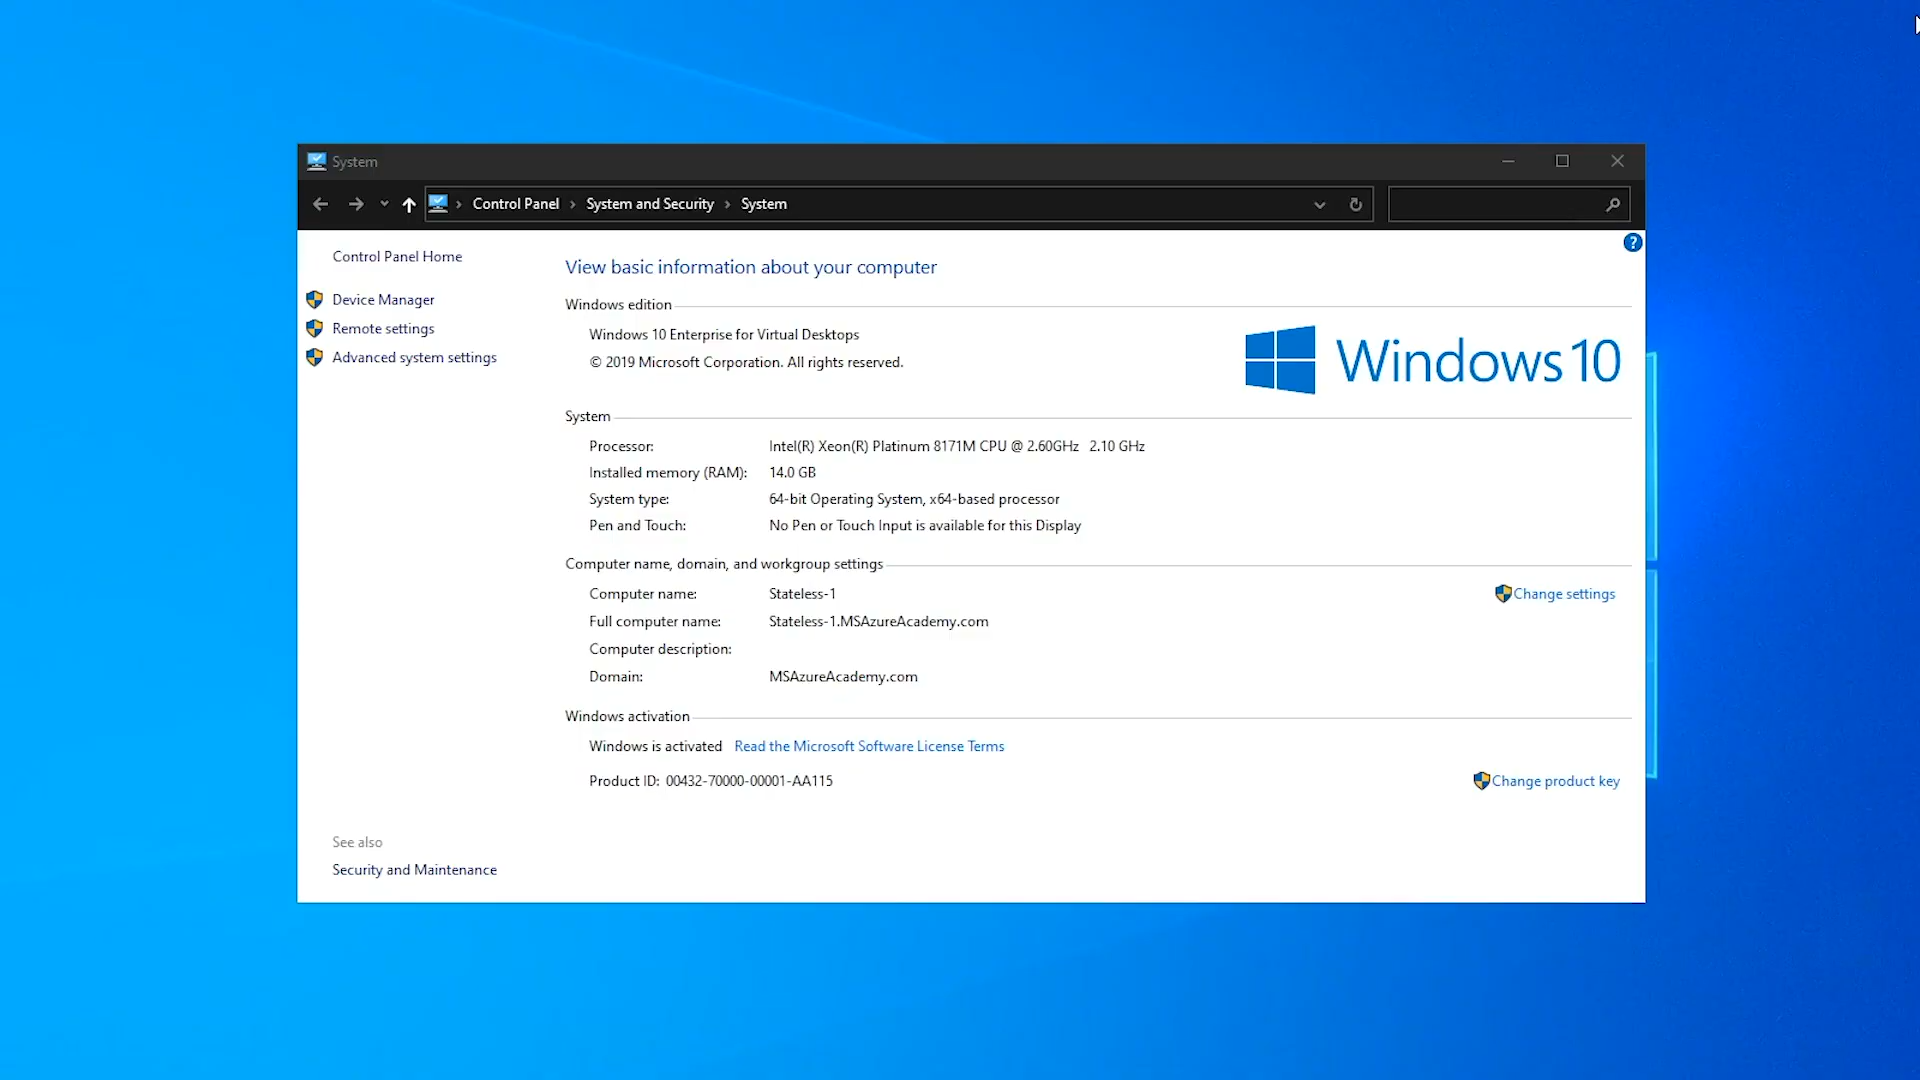 System
Control Panel › System and Security › System
Control Panel Home
Device Manager
Remote settings
Advanced system settings
See also
Security and Maintenance
?
View basic information about your computer
Windows edition
Windows 10 Enterprise for Virtual Desktops
© 2019 Microsoft Corporation. All rights reserved.
Windows 10
System
Processor: Intel(R) Xeon(R) Platinum 8171M CPU @ 2.60GHz 2.10 GHz
Installed memory (RAM): 14.0 GB
System type: 64-bit Operating System, x64-based processor
Pen and Touch: No Pen or Touch Input is available for this Display
Computer name, domain, and workgroup settings
Computer name: Stateless-1 Change settings
Full computer name: Stateless-1.MSAzureAcademy.com
Computer description:
Domain: MSAzureAcademy.com
Windows activation
Windows is activated Read the Microsoft Software License Terms
Product ID: 00432-70000-00001-AA115 Change product key